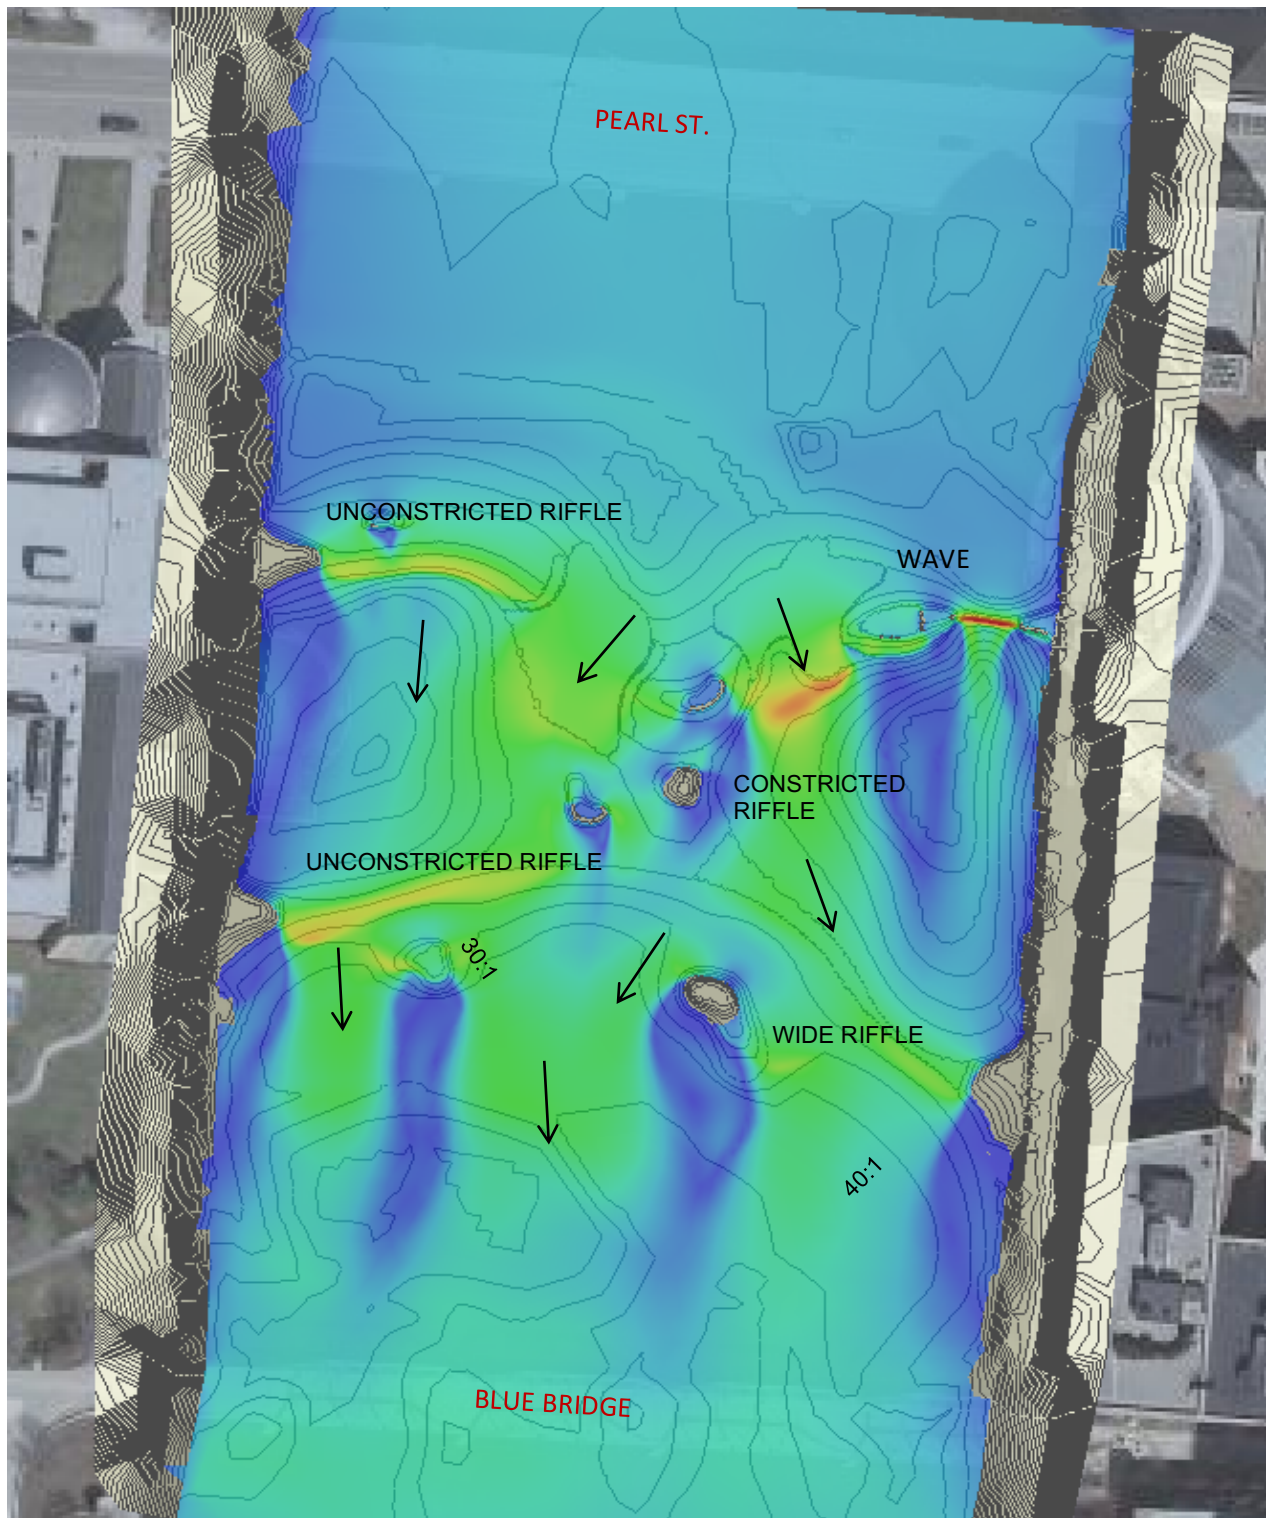 PEARL ST.
UNCONSTRICTED RIFFLE
WAVE
CONSTRICTED
RIFFLE
UNCONSTRICTED RIFFLE
30:1
WIDE RIFFLE
40:1
BLUE BRIDGE